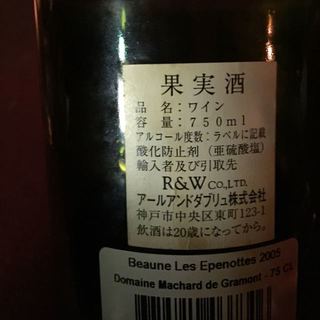 果実酒
品名：ワイン
容量：750ml
アルコール度数：ラベルに記載
酸化防止剤（亜硫酸塩）
輸入者及び引取先
R&W CO.,LTD.
アールアンドダブリュ株式会社
神戸市中央区東町123-1
飲酒は20歳になってから。
Beaune Les Epenottes 2005
Domaine Machard de Gramont - 75 CL